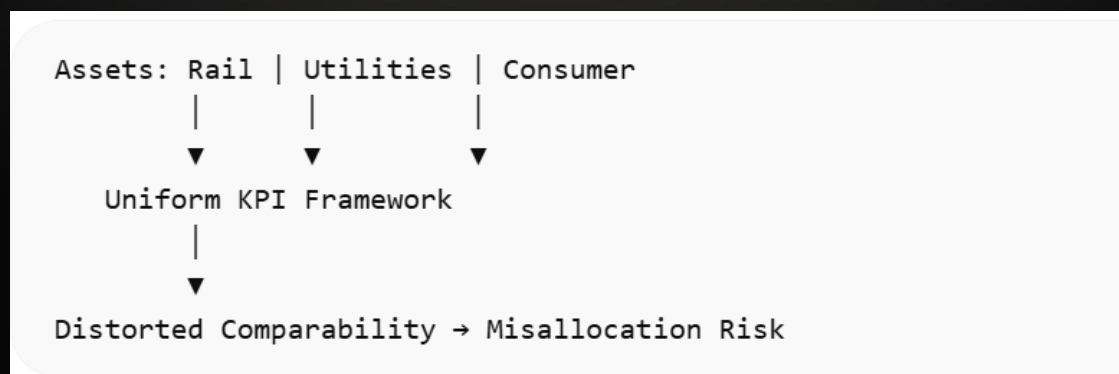 Assets: Rail | Utilities | Consumer
Uniform KPI Framework
Distorted Comparability → Misallocation Risk